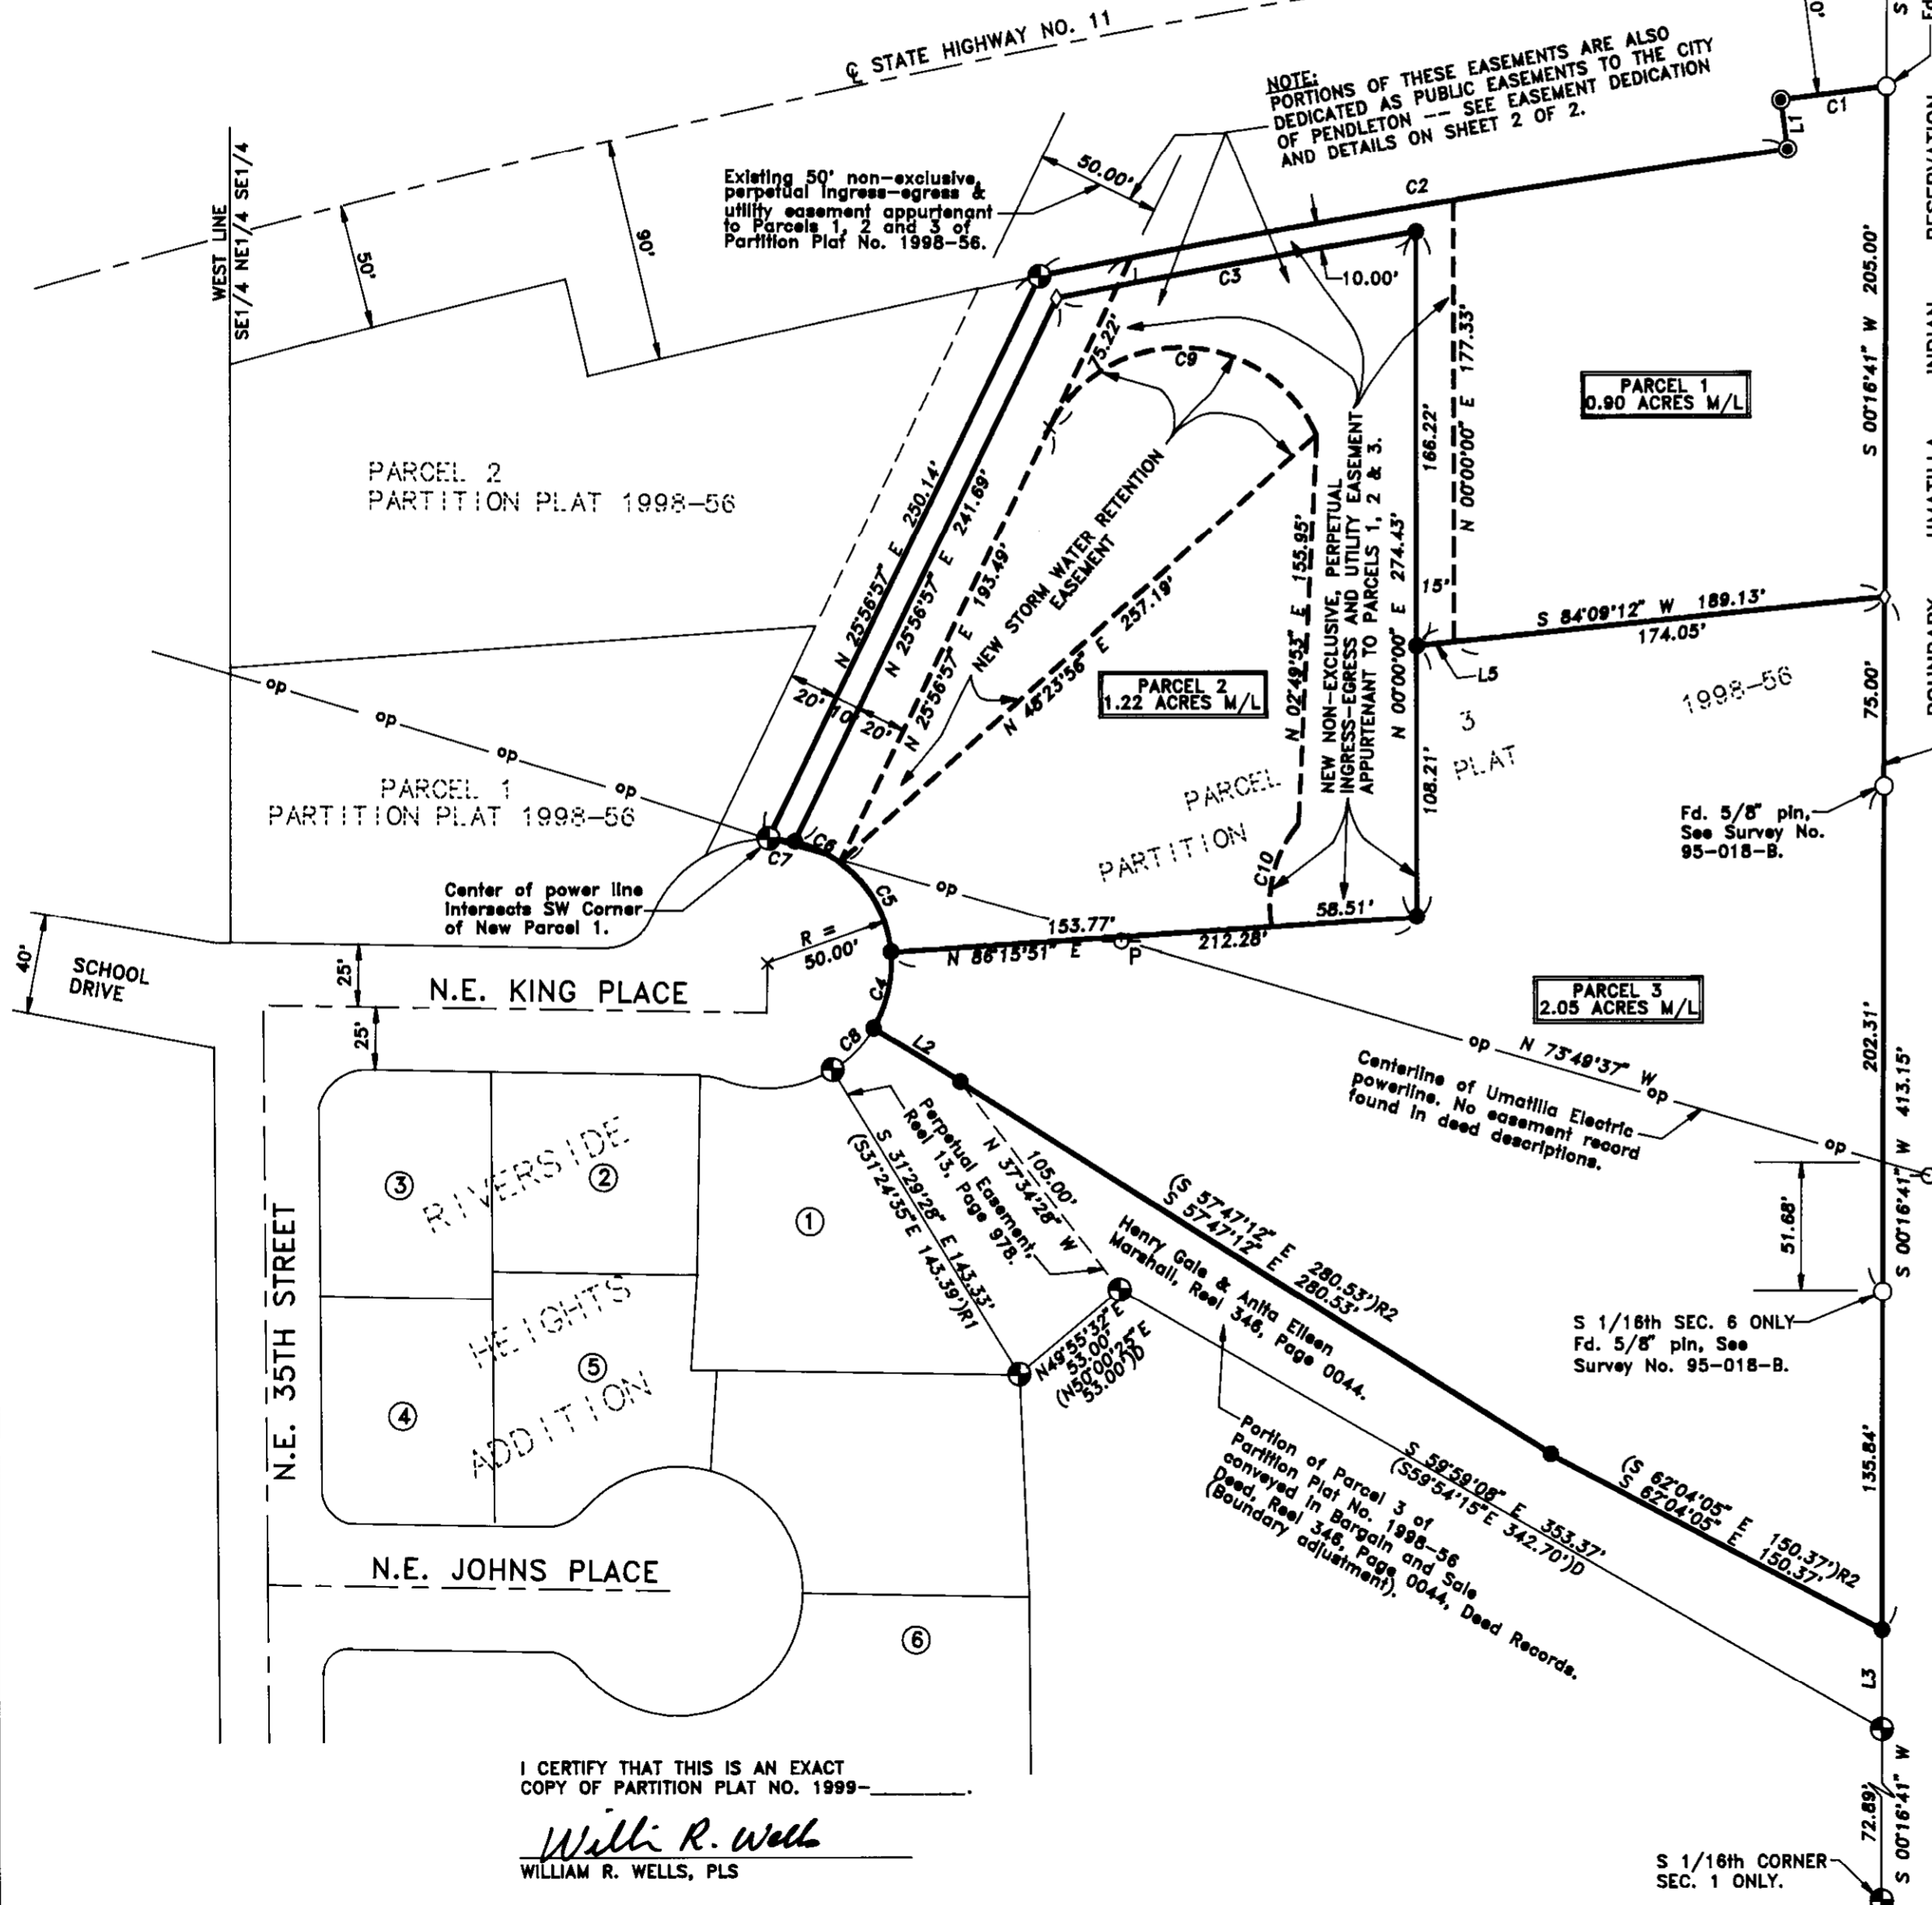 ℄ STATE HIGHWAY NO. 11
NOTE:
PORTIONS OF THESE EASEMENTS ARE ALSO
DEDICATED AS PUBLIC EASEMENTS TO THE CITY
OF PENDLETON -- SEE EASEMENT DEDICATION
AND DETAILS ON SHEET 2 OF 2.
C1
L1
C2
WEST LINE
SE1/4 NE1/4 SE1/4
50'
90'
Existing 50' non-exclusive,
perpetual ingress-egress &
utility easement appurtenant
to Parcels 1, 2 and 3 of
Partition Plat No. 1998-56.
50.00'
C3
10.00'
75.22'
C9
S 00°16'41" W 205.00'
N 00°00'00" E 177.33'
166.22'
PARCEL 1
0.90 ACRES M/L
PARCEL 2
PARTITION PLAT 1998-56
N 25°56'57" E 250.14'
N 25°56'57" E 241.69'
N 25°56'57" E 193.49'
NEW STORM WATER RETENTION
EASEMENT
N 48°23'56" E 257.19'
N 02°49'53" E 155.95'
NEW NON-EXCLUSIVE, PERPETUAL
INGRESS-EGRESS AND UTILITY EASEMENT
APPURTENANT TO PARCELS 1, 2 & 3.
N 00°00'00" E 274.43'
15'
S 84°09'12" W 189.13'
174.05'
L5
20'
10'
20'
PARCEL 2
1.22 ACRES M/L
PARCEL 3
PARTITION PLAT
1998-56
75.00'
108.21'
op
op
op
op
PARCEL 1
PARTITION PLAT 1998-56
Fd. 5/8" pin,
See Survey No.
95-018-B.
C7
C6
C5
C10
op
Center of power line
intersects SW Corner
of New Parcel 1.
R =
50.00'
153.77'
58.51'
N 86°15'51" E
212.28'
P
40'
SCHOOL
DRIVE
25'
25'
N.E. KING PLACE
C4
C8
L2
PARCEL 3
2.05 ACRES M/L
202.31'
op
N 73°49'37" W
op
op
Centerline of Umatilla Electric
powerline. No easement record
found in deed descriptions.
S 00°16'41" W 413.15'
51.68'
Perpetual Easement,
Reel 13, Page 978.
S 31°29'28" E 143.33'
(S31°24'35"E 143.39')R1
105.00'
N 37°34'28" W
(S 57°47'12" E 280.53')R2
S 57°47'12" E 280.53'
Henry Gale & Anita Eileen
Marshall, Reel 346, Page 0044.
RIVERSIDE
HEIGHTS
ADDITION
3
2
1
5
4
6
N.E. 35TH STREET
N49°55'32"E
53.00'
(N50°00'25"E
53.00')D
S 1/16th SEC. 6 ONLY
Fd. 5/8" pin, See
Survey No. 95-018-B.
Portion of Parcel 3 of
Partition Plat No. 1998-56
conveyed in Bargain and Sale
Deed, Reel 346, Page 0044, Deed Records.
(Boundary adjustment).
S 59°59'08" E 353.37'
(S59°54'15"E 342.70')D
(S 62°04'05" E 150.37')R2
S 62°04'05" E 150.37'
135.84'
N.E. JOHNS PLACE
L3
I CERTIFY THAT THIS IS AN EXACT
COPY OF PARTITION PLAT NO. 1999-________.
Willi R. Wells
WILLIAM R. WELLS, PLS
72.89'
S 00°16'41" W
S 1/16th CORNER
SEC. 1 ONLY.